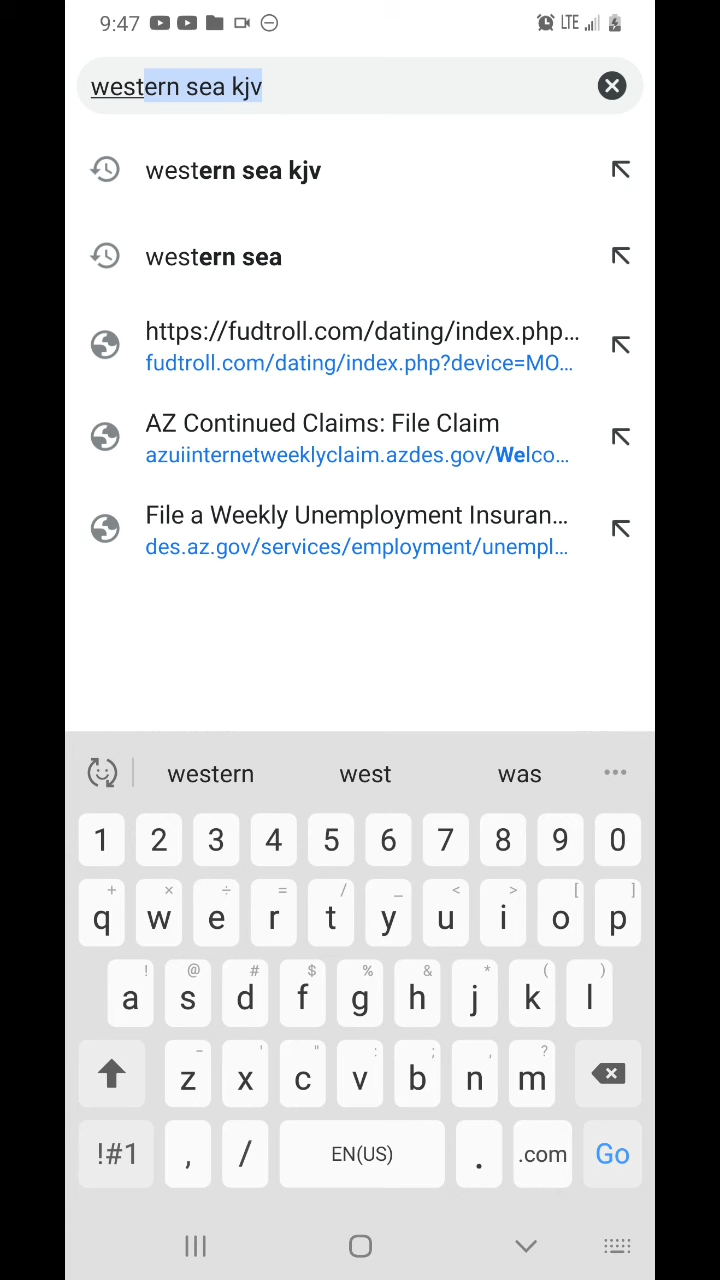 9:47 LTE
western sea kjv
western sea kjv
western sea
https://fudtroll.com/dating/index.php...
fudtroll.com/dating/index.php?device=MO...
AZ Continued Claims: File Claim
azuiinternetweeklyclaim.azdes.gov/Welco...
File a Weekly Unemployment Insuran...
des.az.gov/services/employment/unempl...
western west was
1 2 3 4 5 6 7 8 9 0
+ × ÷ = / _ < > [ ]
q w e r t y u i o p
! @ # $ % & * ( )
a s d f g h j k l
- ' " : ; , ?
z x c v b n m
!#1 , / EN(US) . .com Go